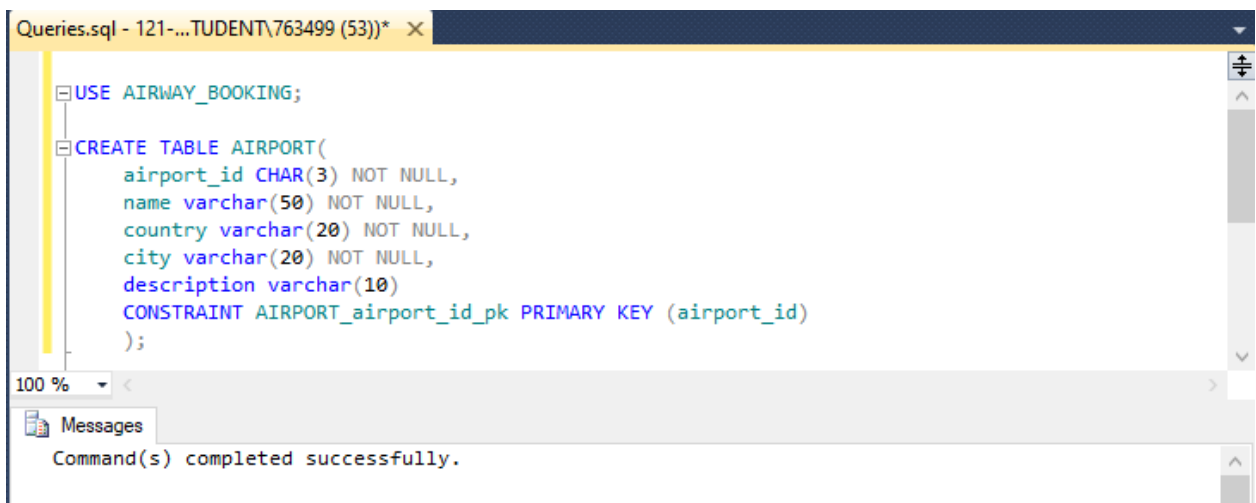 Queries.sql - 121-...TUDENT\763499 (53))*
USE AIRWAY_BOOKING;
CREATE TABLE AIRPORT(
airport_id CHAR(3) NOT NULL,
name varchar(50) NOT NULL,
country varchar(20) NOT NULL,
city varchar(20) NOT NULL,
description varchar(10)
CONSTRAINT AIRPORT_airport_id_pk PRIMARY KEY (airport_id)
);
100 %
Messages
Command(s) completed successfully.